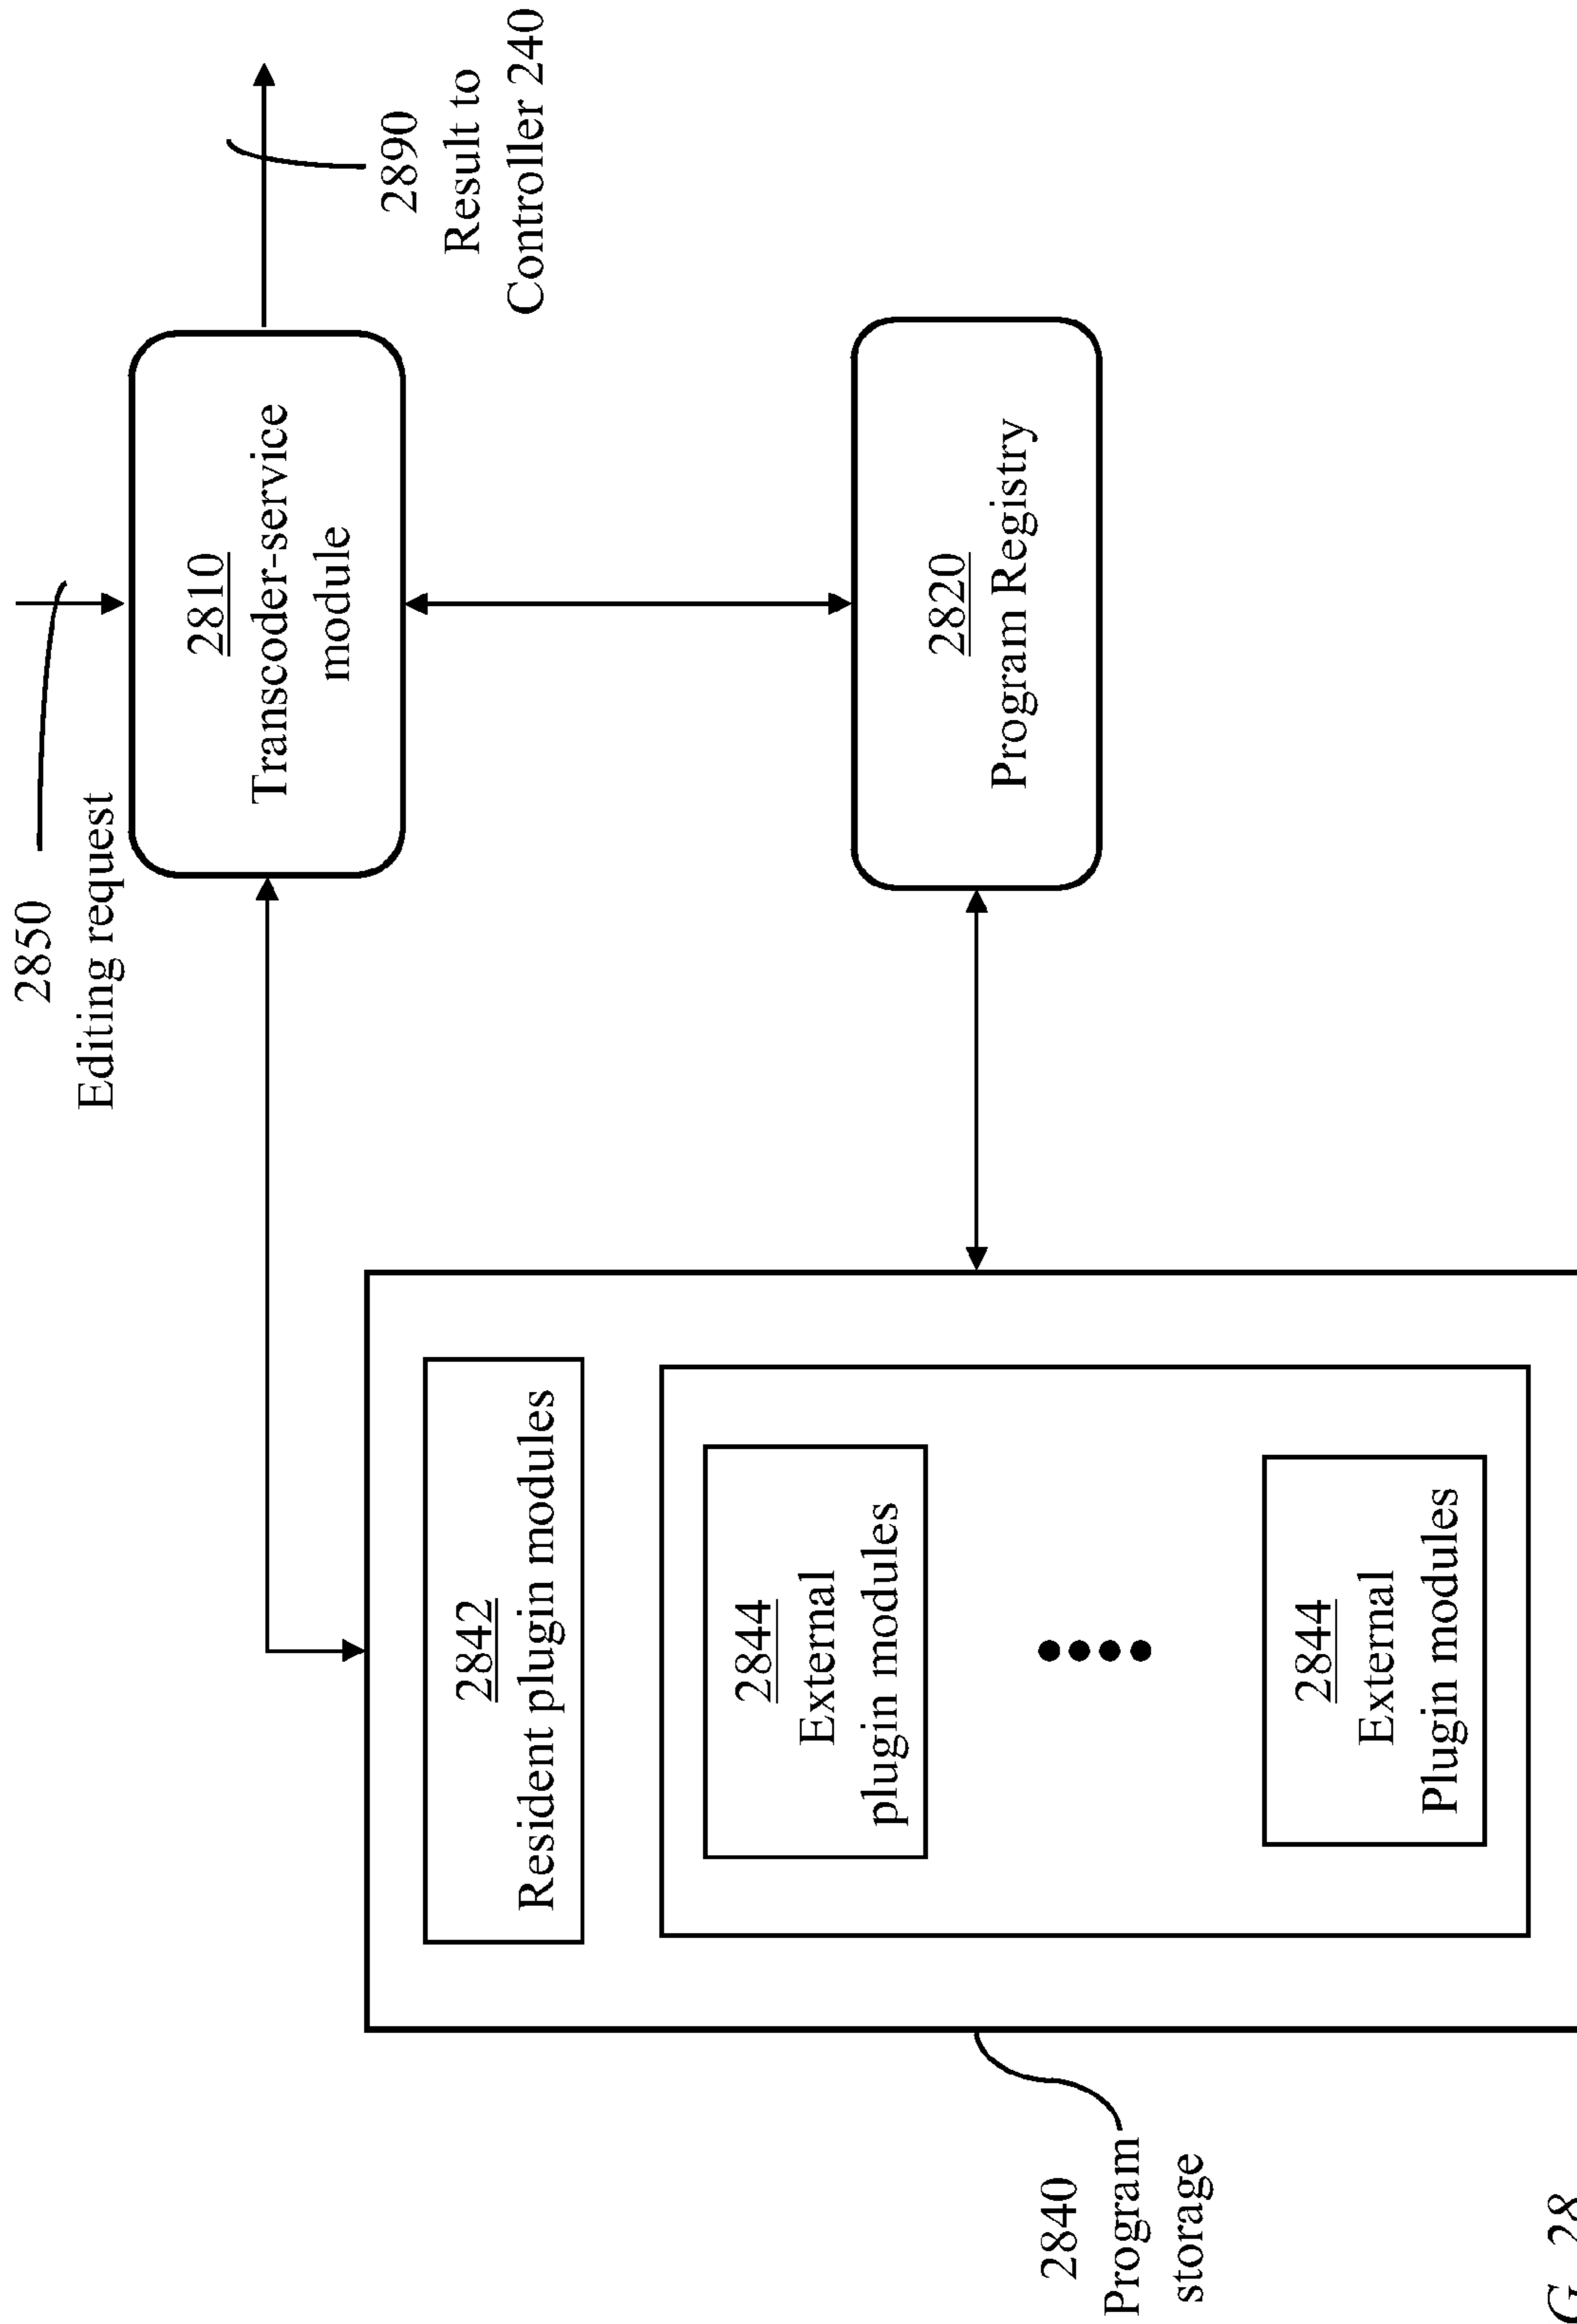 2850
Editing request
2810
Transcoder-service
module
2890
Result to
Controller 240
2820
Program Registry
2842
Resident plugin modules
2844
External
plugin modules
2844
External
Plugin modules
2840
Program
storage
G. 28